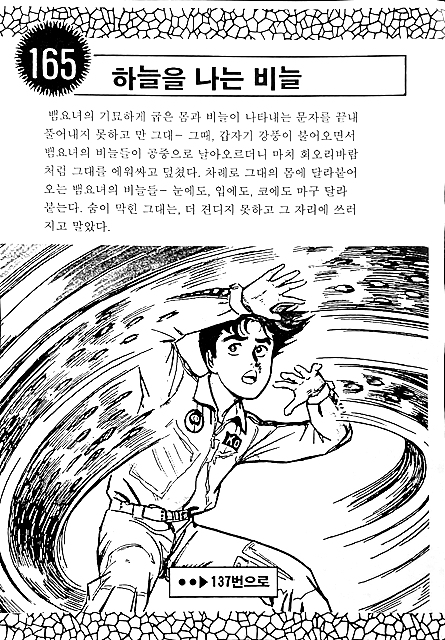 165
하늘을 나는 비늘
뱀요녀의 기묘하게 굽은 몸과 비늘이 나타내는 문자를 끝내
풀어내지 못하고 만 그대— 그때, 갑자기 강풍이 불어오면서
뱀요녀의 비늘들이 공중으로 날아오르더니 마치 회오리바람
처럼 그대를 에워싸고 덮쳤다. 차례로 그대의 몸에 달라붙어
오는 뱀요녀의 비늘들— 눈에도, 입에도, 코에도 마구 달라
붙는다. 숨이 막힌 그대는, 더 견디지 못하고 그 자리에 쓰러
지고 말았다.
●●▶137번으로